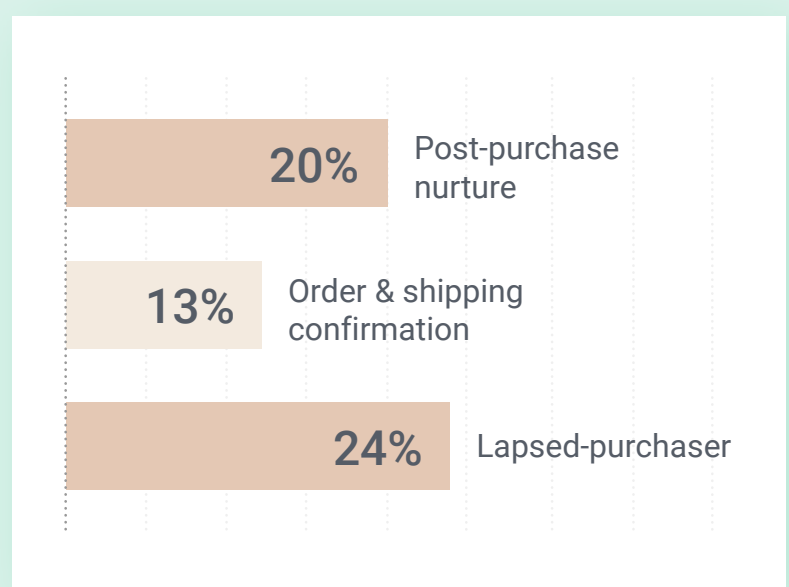 20%
Post-purchase
nurture
13%
Order & shipping
confirmation
24%
Lapsed-purchaser